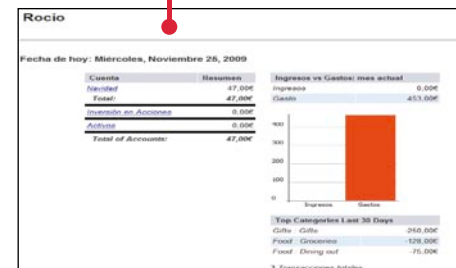 Rocio
Fecha de hoy: Miércoles, Noviembre 25, 2009
Cuenta Resumen
Navidad 47,00€
Total: 47,00€
Inversión en Acciones 0,00€
Activos 0,00€
Total of Accounts: 47,00€
Ingresos vs Gastos: mes actual
Ingresos 0,00€
Gasto 453,00€
400
300
200
100
0
Ingresos Gastos
Top Categories Last 30 Days
Gifts : Gifts -250,00€
Food : Groceries -128,00€
Food : Dining out -75,00€
Transacciones totales